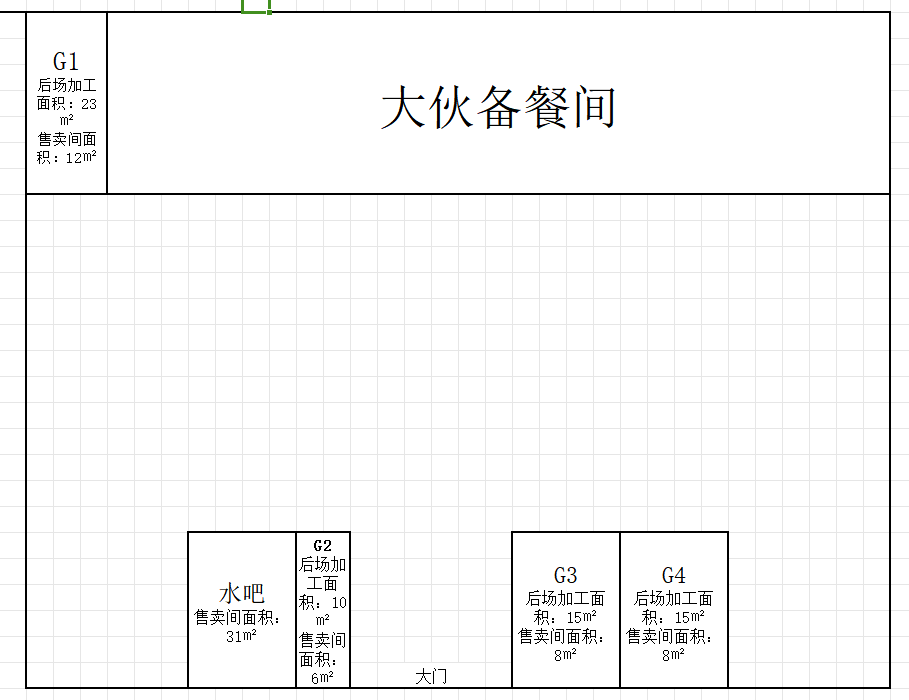 G1
后场加工
面积：23
㎡
售卖间面
积：12㎡
大伙备餐间
水吧
售卖间面积：
31㎡
G2
后场加
工面
积：10
㎡
售卖间
面积：
6㎡
大门
G3
后场加工面
积：15㎡
售卖间面积：
8㎡
G4
后场加工面
积：15㎡
售卖间面积：
8㎡